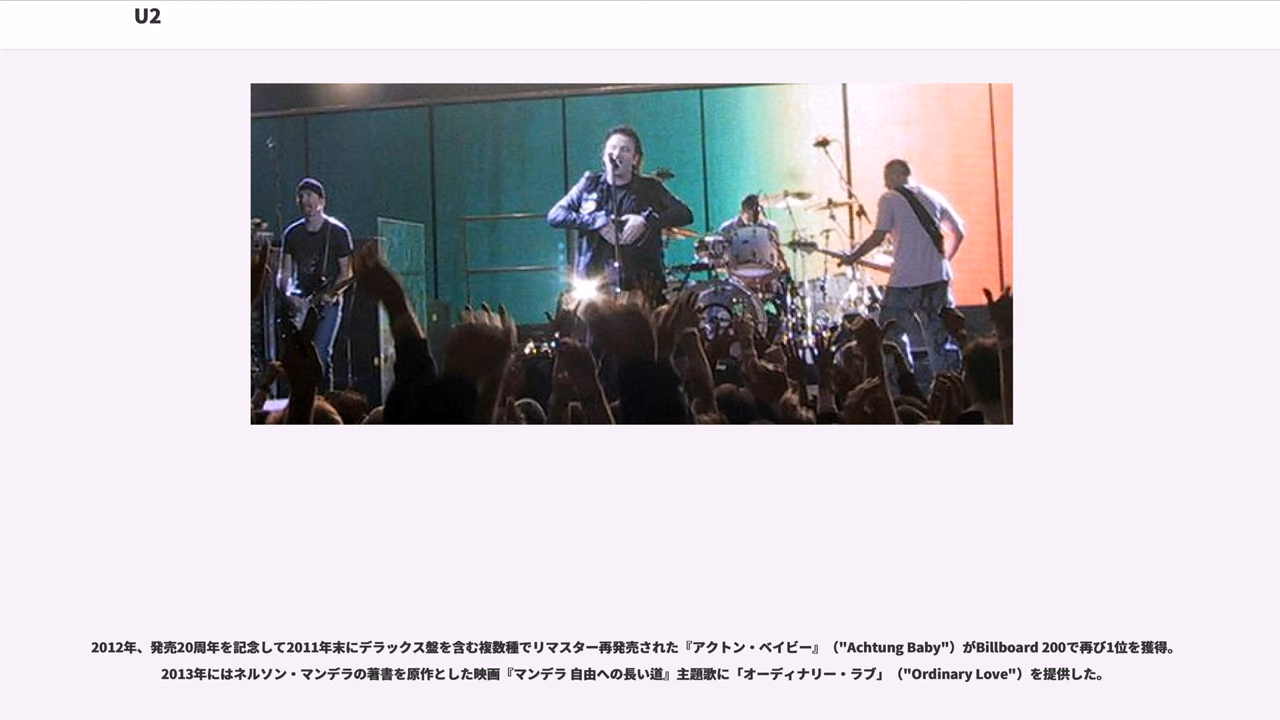 U2
2012年、発売20周年を記念して2011年末にデラックス盤を含む複数種でリマスター再発売された『アクトン・ベイビー』（"Achtung Baby"）がBillboard 200で再び1位を獲得。
2013年にはネルソン・マンデラの著書を原作とした映画『マンデラ 自由への長い道』主題歌に「オーディナリー・ラブ」（"Ordinary Love"）を提供した。